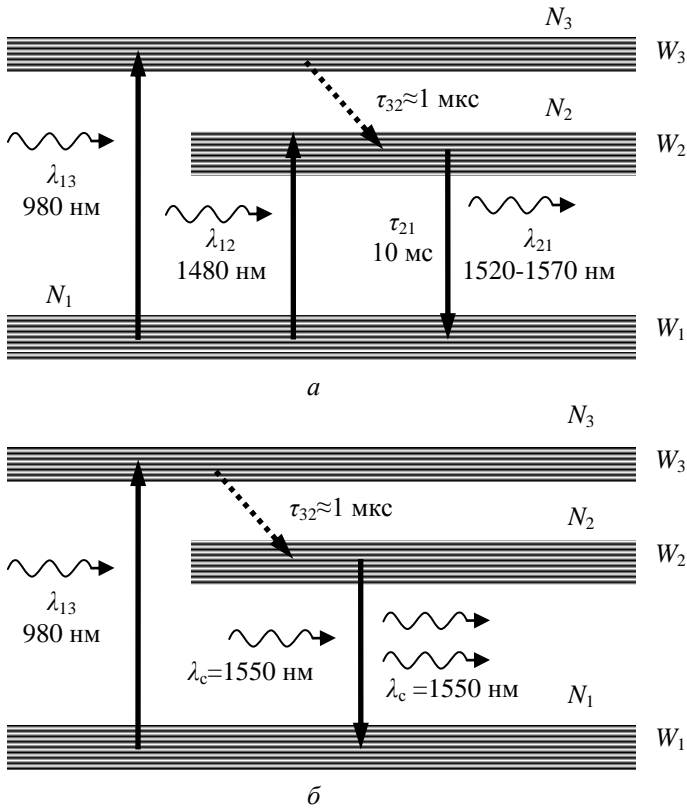 N₃
W₃
τ₃₂≈1 мкс
N₂
W₂
λ₁₃
980 нм
λ₁₂
1480 нм
τ₂₁
10 мс
λ₂₁
1520-1570 нм
N₁
W₁
а
N₃
W₃
τ₃₂≈1 мкс
N₂
W₂
λ₁₃
980 нм
λс=1550 нм
λс =1550 нм
N₁
W₁
б